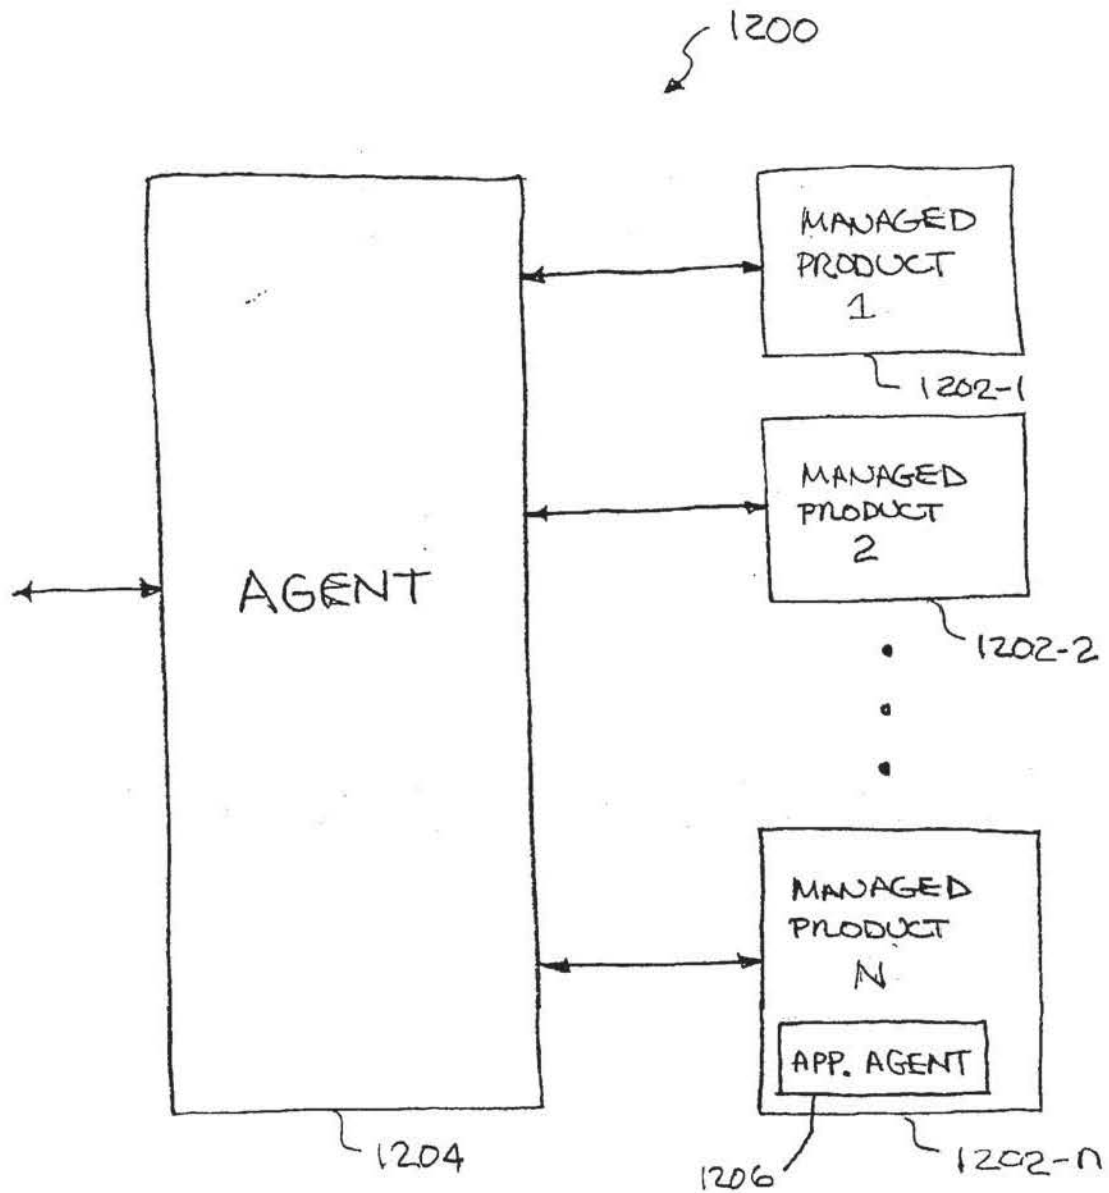 1200
MANAGED
PRODUCT
1
1202-1
MANAGED
PRODUCT
2
1202-2
AGENT
MANAGED
PRODUCT
N
APP. AGENT
1204
1206
1202-n